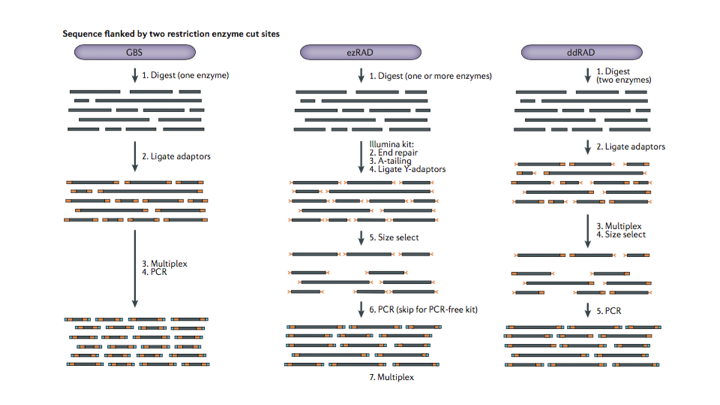 Sequence flanked by two restriction enzyme cut sites
GBS
1. Digest (one enzyme)
2. Ligate adaptors
3. Multiplex
4. PCR
ezRAD
1. Digest (one or more enzymes)
Illumina kit:
2. End repair
3. A-tailing
4. Ligate Y-adaptors
5. Size select
6. PCR (skip for PCR-free kit)
7. Multiplex
ddRAD
1. Digest
(two enzymes)
2. Ligate adaptors
3. Multiplex
4. Size select
5. PCR